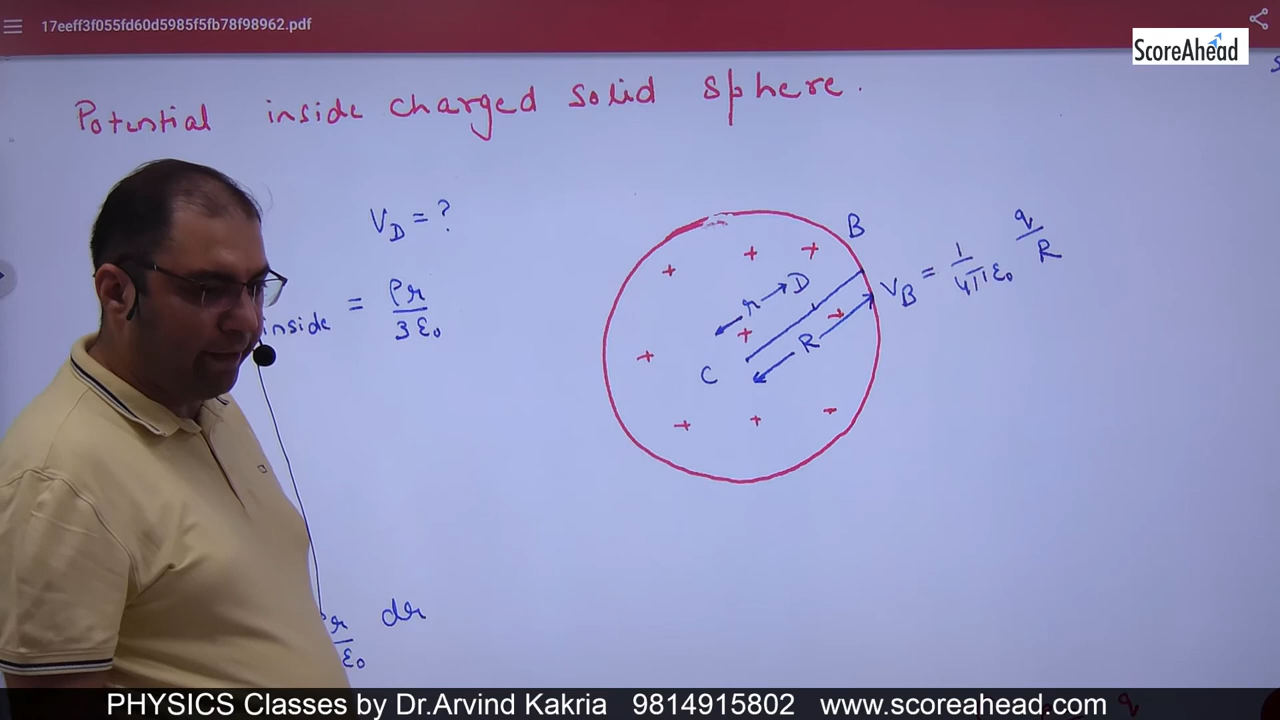 17eeff3f055fd60d5985f5fb78f98962.pdf
ScoreAhead
Potential inside charged solid sphere.
V_D = ?
inside = ρr / 3ε₀
B
D
r
V_B = 1/4πε₀ q/R
R
C
r/ε₀ dr
q
PHYSICS Classes by Dr.Arvind Kakria 9814915802 www.scoreahead.com